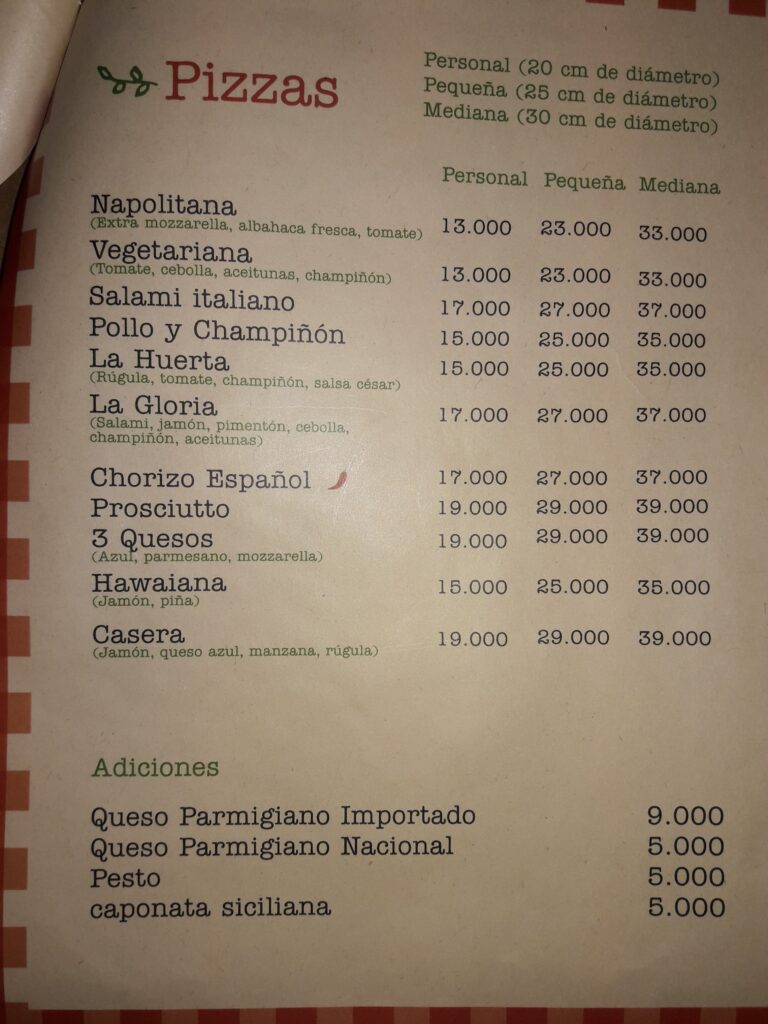 Pizzas
Personal (20 cm de diámetro)
Pequeña (25 cm de diámetro)
Mediana (30 cm de diámetro)
Personal Pequeña Mediana
Napolitana 13.000 23.000 33.000
(Extra mozzarella, albahaca fresca, tomate)
Vegetariana 13.000 23.000 33.000
(Tomate, cebolla, aceitunas, champiñón)
Salami italiano 17.000 27.000 37.000
Pollo y Champiñón 15.000 25.000 35.000
La Huerta 15.000 25.000 35.000
(Rúgula, tomate, champiñón, salsa césar)
La Gloria 17.000 27.000 37.000
(Salami, jamón, pimentón, cebolla,
champiñón, aceitunas)
Chorizo Español 17.000 27.000 37.000
Prosciutto 19.000 29.000 39.000
3 Quesos 19.000 29.000 39.000
(Azul, parmesano, mozzarella)
Hawaiana 15.000 25.000 35.000
(Jamón, piña)
Casera 19.000 29.000 39.000
(Jamón, queso azul, manzana, rúgula)
Adiciones
Queso Parmigiano Importado 9.000
Queso Parmigiano Nacional 5.000
Pesto 5.000
caponata siciliana 5.000